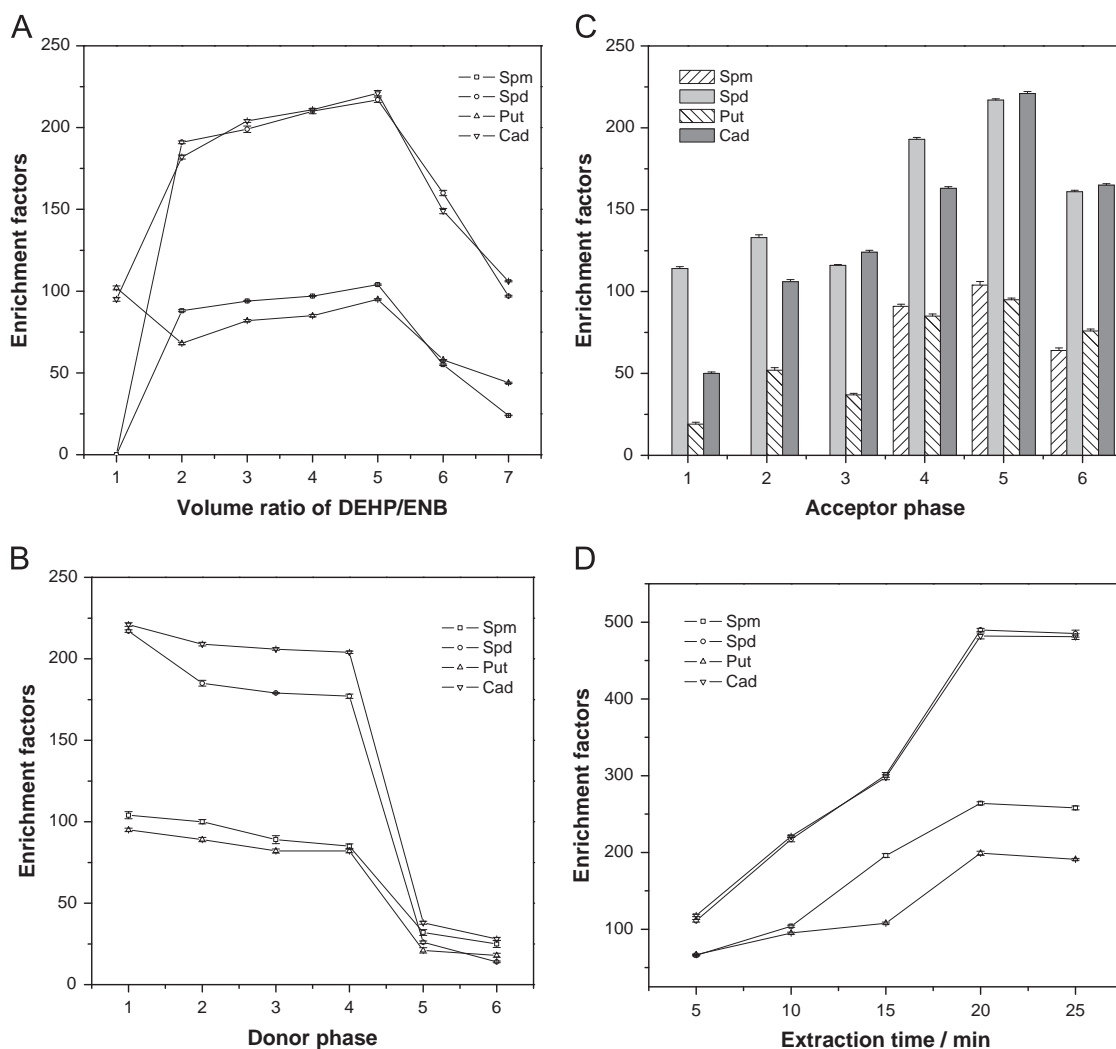 A
250
200
150
100
50
0
Enrichment factors
Spm
Spd
Put
Cad
1 2 3 4 5 6 7
Volume ratio of DEHP/ENB
C
250
200
150
100
50
0
Enrichment factors
Spm
Spd
Put
Cad
1 2 3 4 5 6
Acceptor phase
B
250
200
150
100
50
0
Enrichment factors
Spm
Spd
Put
Cad
1 2 3 4 5 6
Donor phase
D
500
400
300
200
100
Enrichment factors
Spm
Spd
Put
Cad
5 10 15 20 25
Extraction time / min